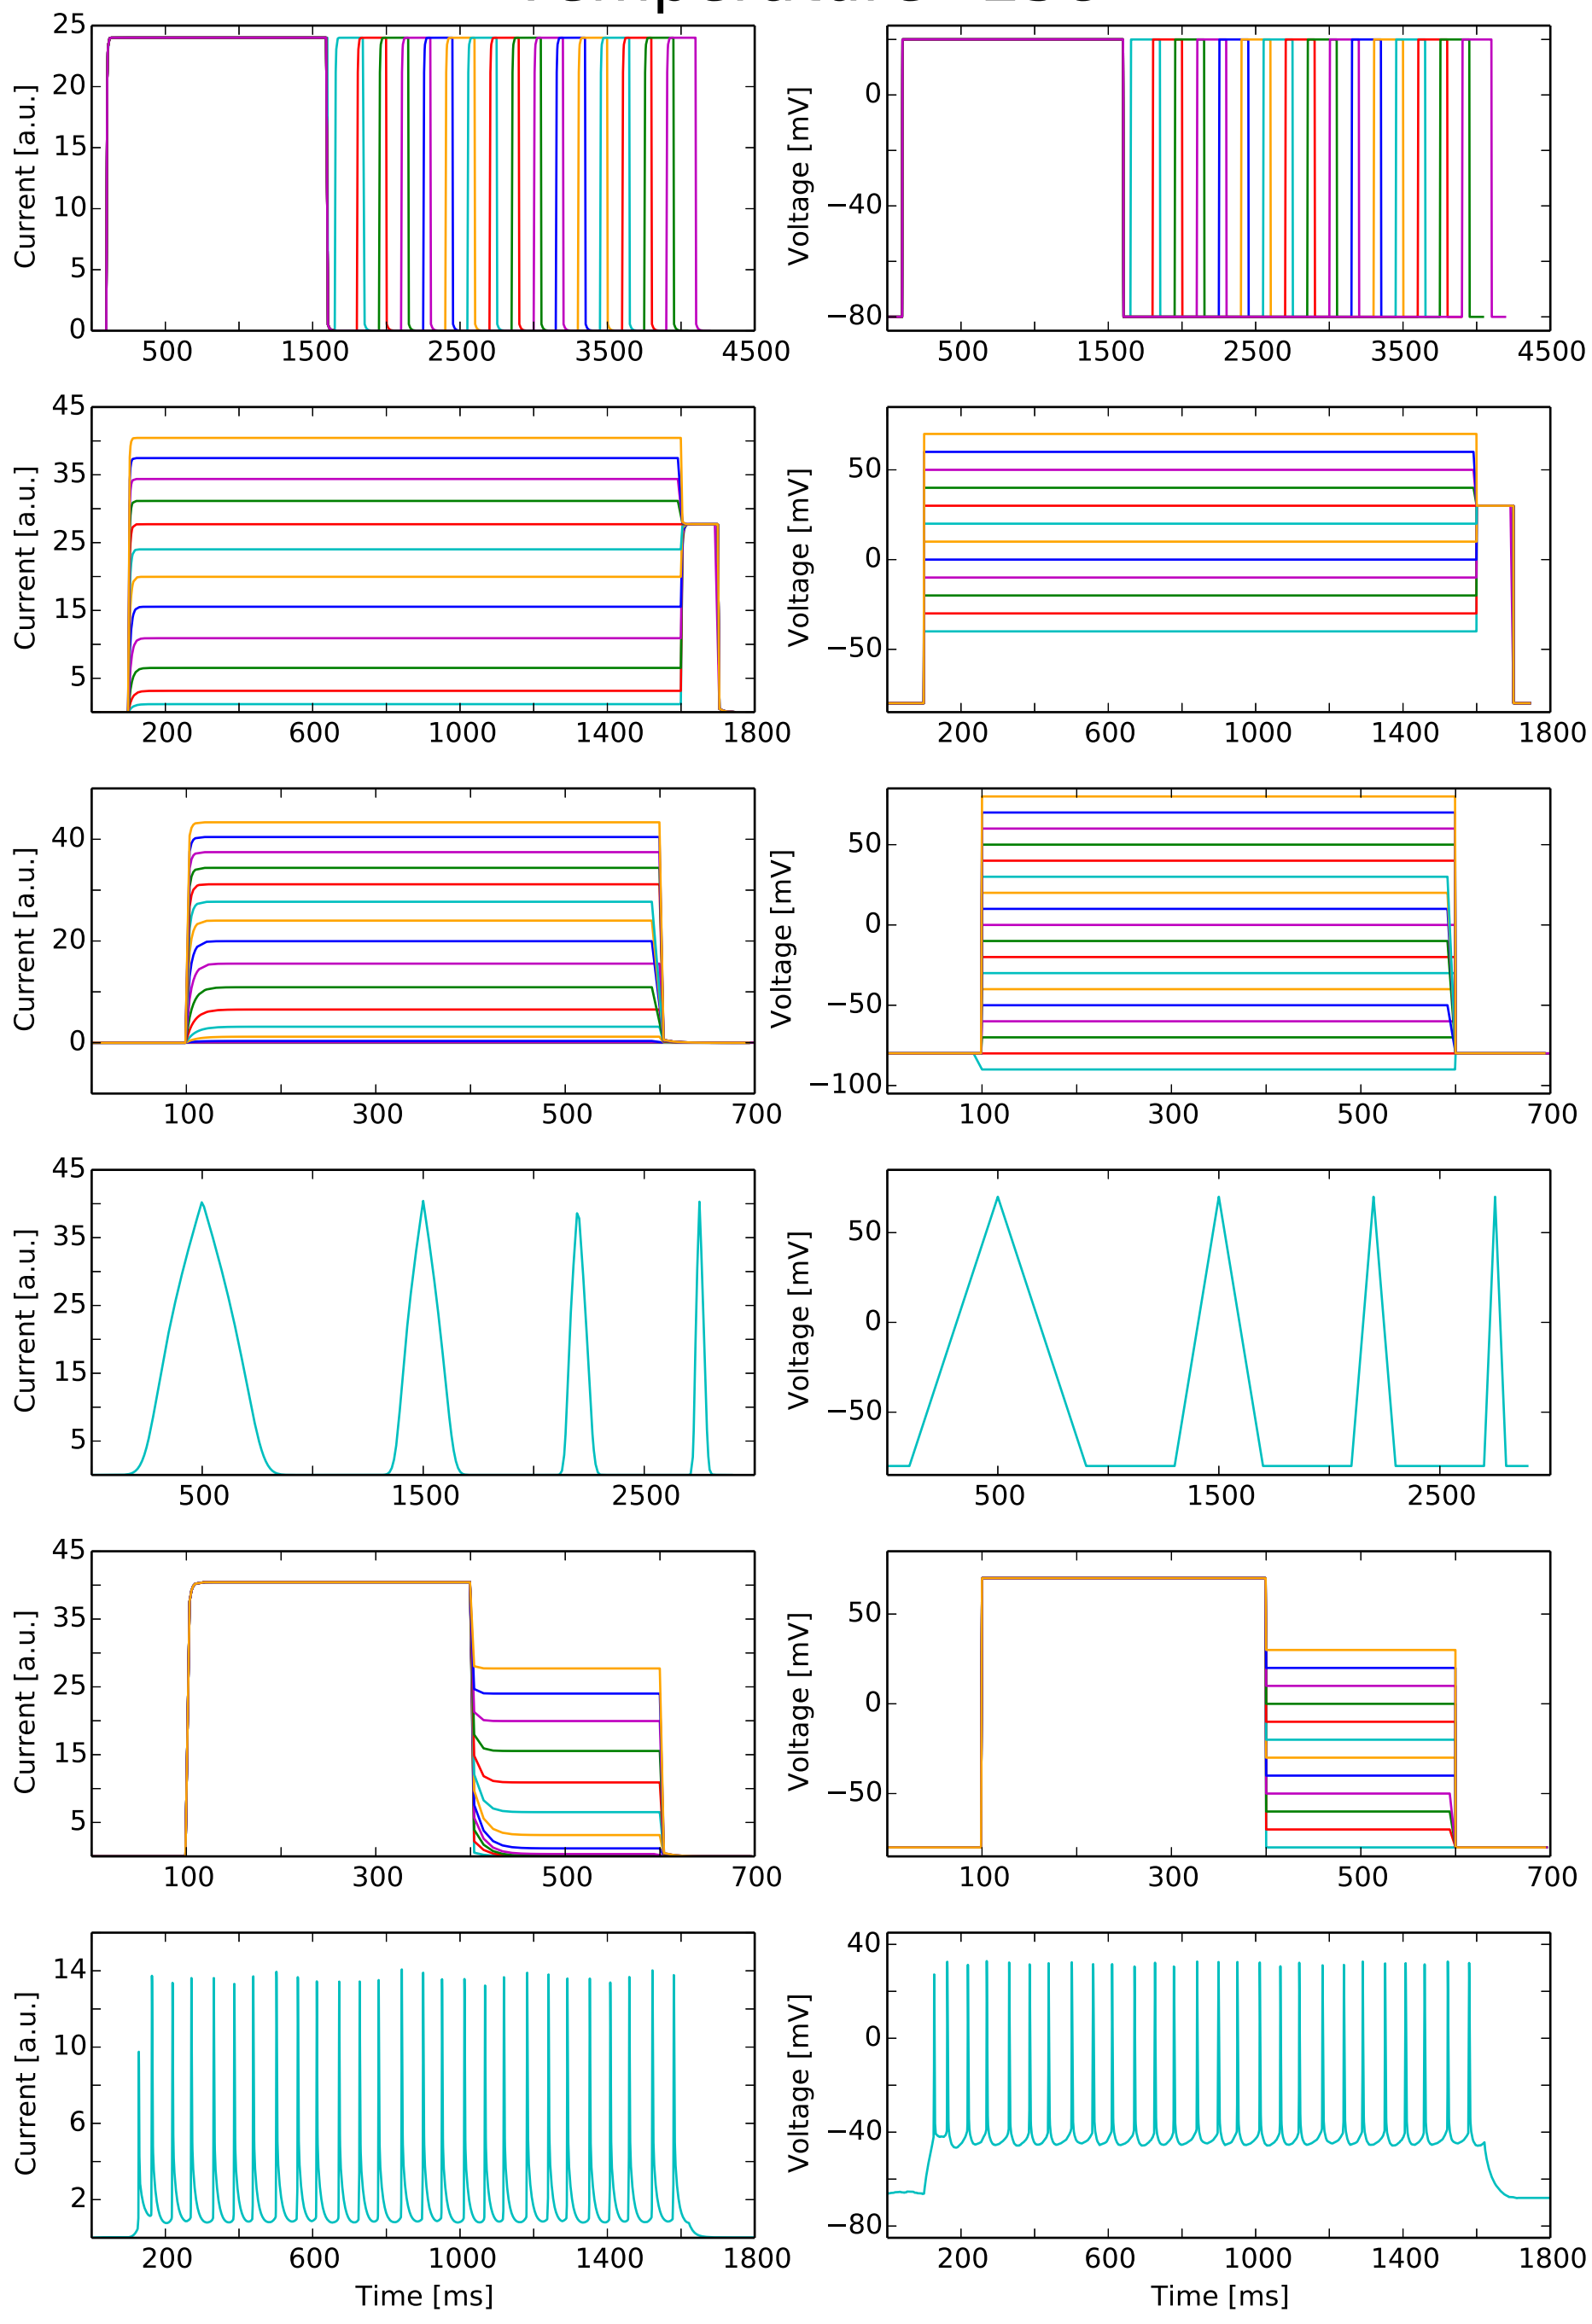 25 20 15 10 5 0 Current [a.u.] 500 1500 2500 3500 4500
0 −40 −80 Voltage [mV] 500 1500 2500 3500 4500
45 35 25 15 5 Current [a.u.] 200 600 1000 1400 1800
50 0 −50 Voltage [mV] 200 600 1000 1400 1800
40 20 0 Current [a.u.] 100 300 500 700
50 0 −50 −100 Voltage [mV] 100 300 500 700
45 35 25 15 5 Current [a.u.] 500 1500 2500
50 0 −50 Voltage [mV] 500 1500 2500
45 35 25 15 5 Current [a.u.] 100 300 500 700
50 0 −50 Voltage [mV] 100 300 500 700
14 10 6 2 Current [a.u.] 200 600 1000 1400 1800
Time [ms]
40 0 −40 −80 Voltage [mV] 200 600 1000 1400 1800
Time [ms]